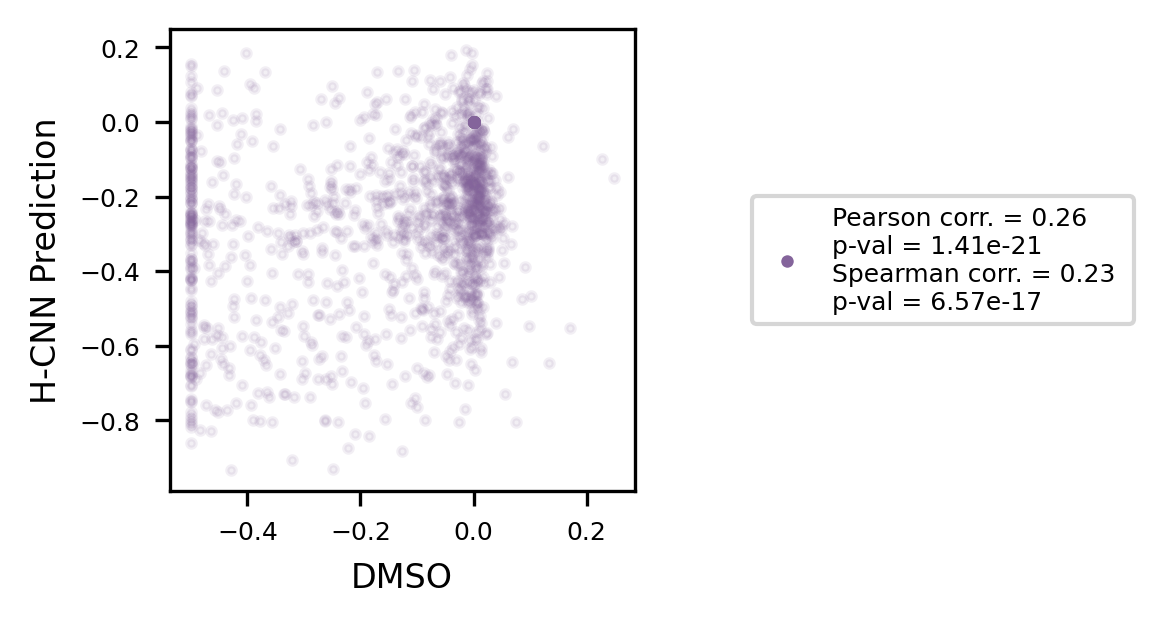 0.2
0.0
−0.2
−0.4
−0.6
−0.8
H-CNN Prediction
−0.4
−0.2
0.0
0.2
DMSO
Pearson corr. = 0.26
p-val = 1.41e-21
Spearman corr. = 0.23
p-val = 6.57e-17